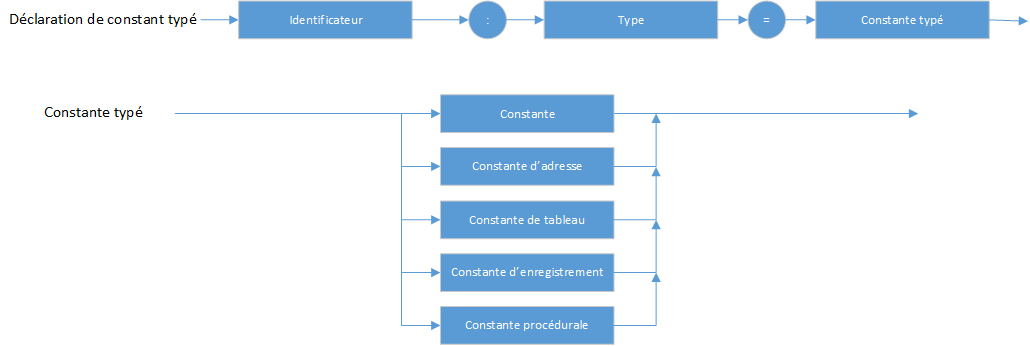 Déclaration de constant typé
Identificateur
:
Type
=
Constante typé
Constante typé
Constante
Constante d’adresse
Constante de tableau
Constante d’enregistrement
Constante procédurale